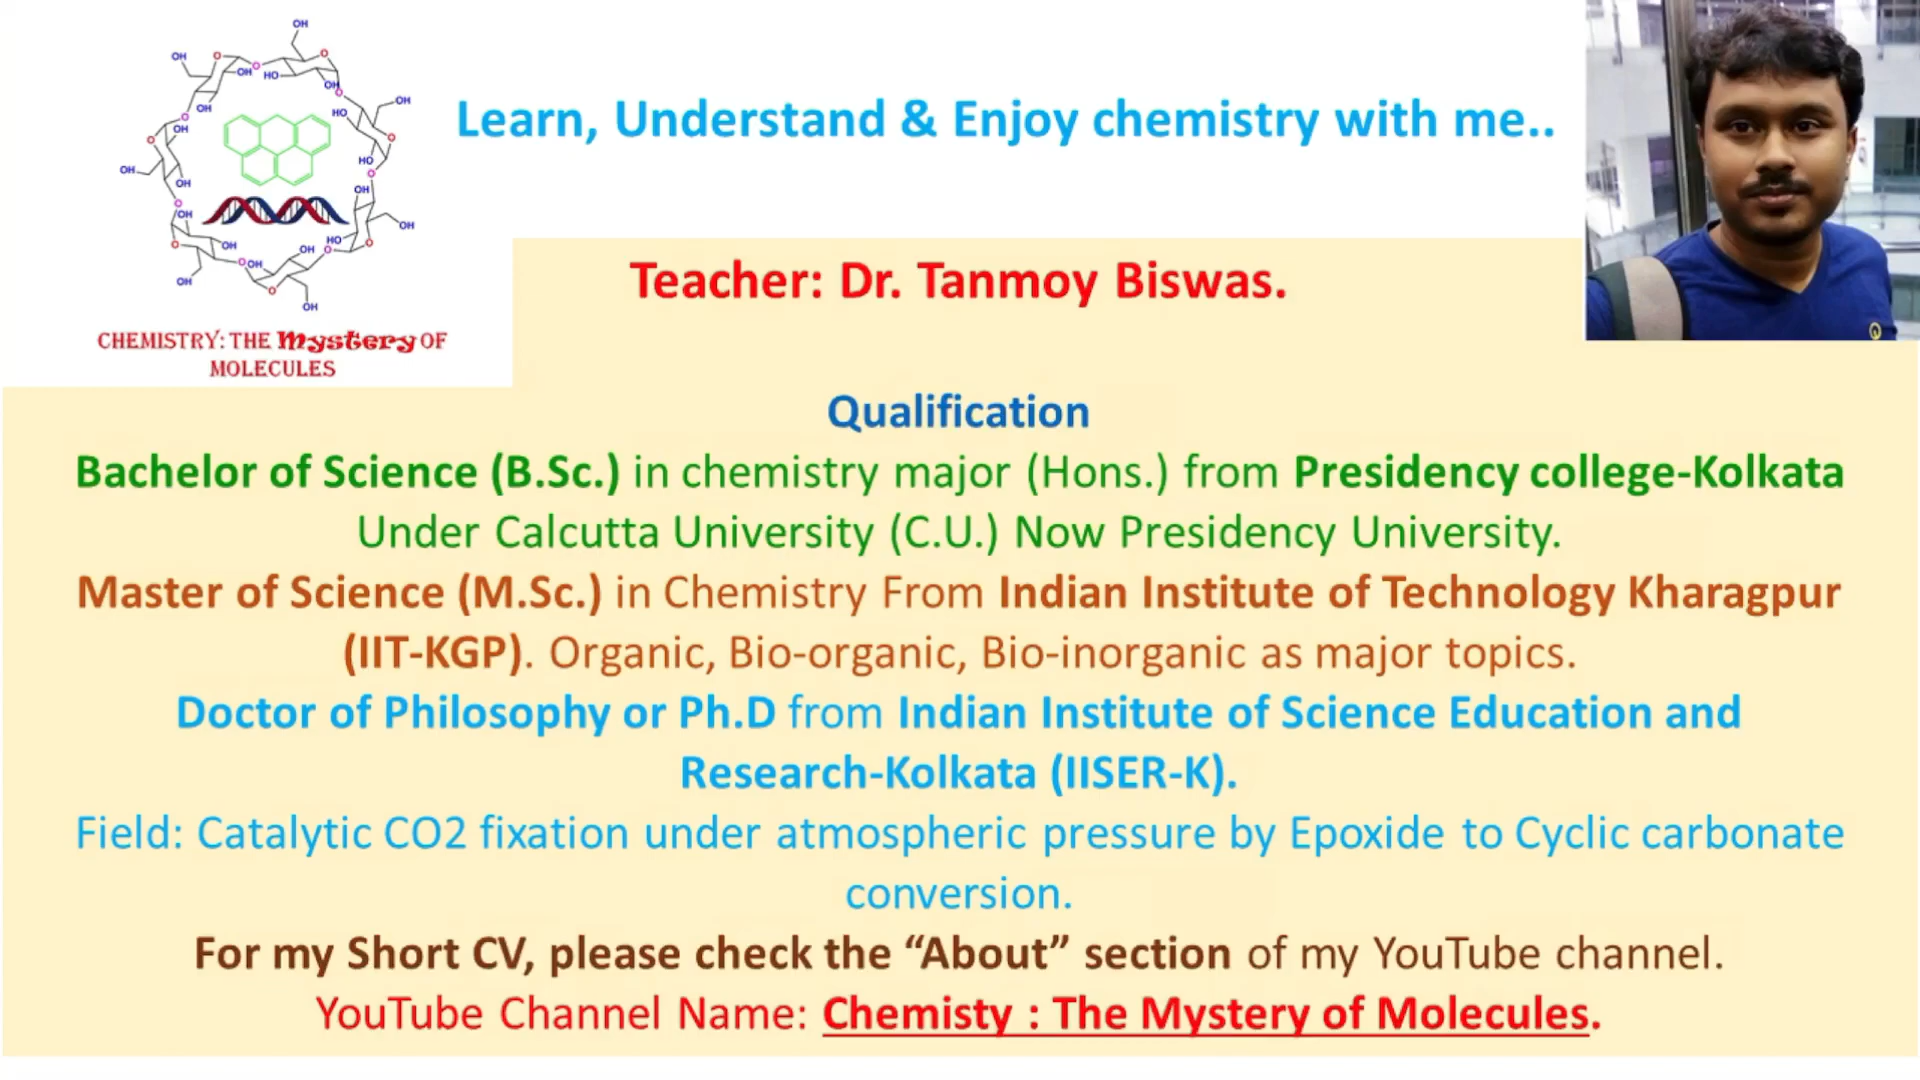 Learn, Understand & Enjoy chemistry with me..
CHEMISTRY: THE Mystery OF
MOLECULES
Teacher: Dr. Tanmoy Biswas.
Qualification
Bachelor of Science (B.Sc.) in chemistry major (Hons.) from Presidency college-Kolkata
Under Calcutta University (C.U.) Now Presidency University.
Master of Science (M.Sc.) in Chemistry From Indian Institute of Technology Kharagpur
(IIT-KGP). Organic, Bio-organic, Bio-inorganic as major topics.
Doctor of Philosophy or Ph.D from Indian Institute of Science Education and
Research-Kolkata (IISER-K).
Field: Catalytic CO2 fixation under atmospheric pressure by Epoxide to Cyclic carbonate
conversion.
For my Short CV, please check the “About” section of my YouTube channel.
YouTube Channel Name: Chemisty : The Mystery of Molecules.